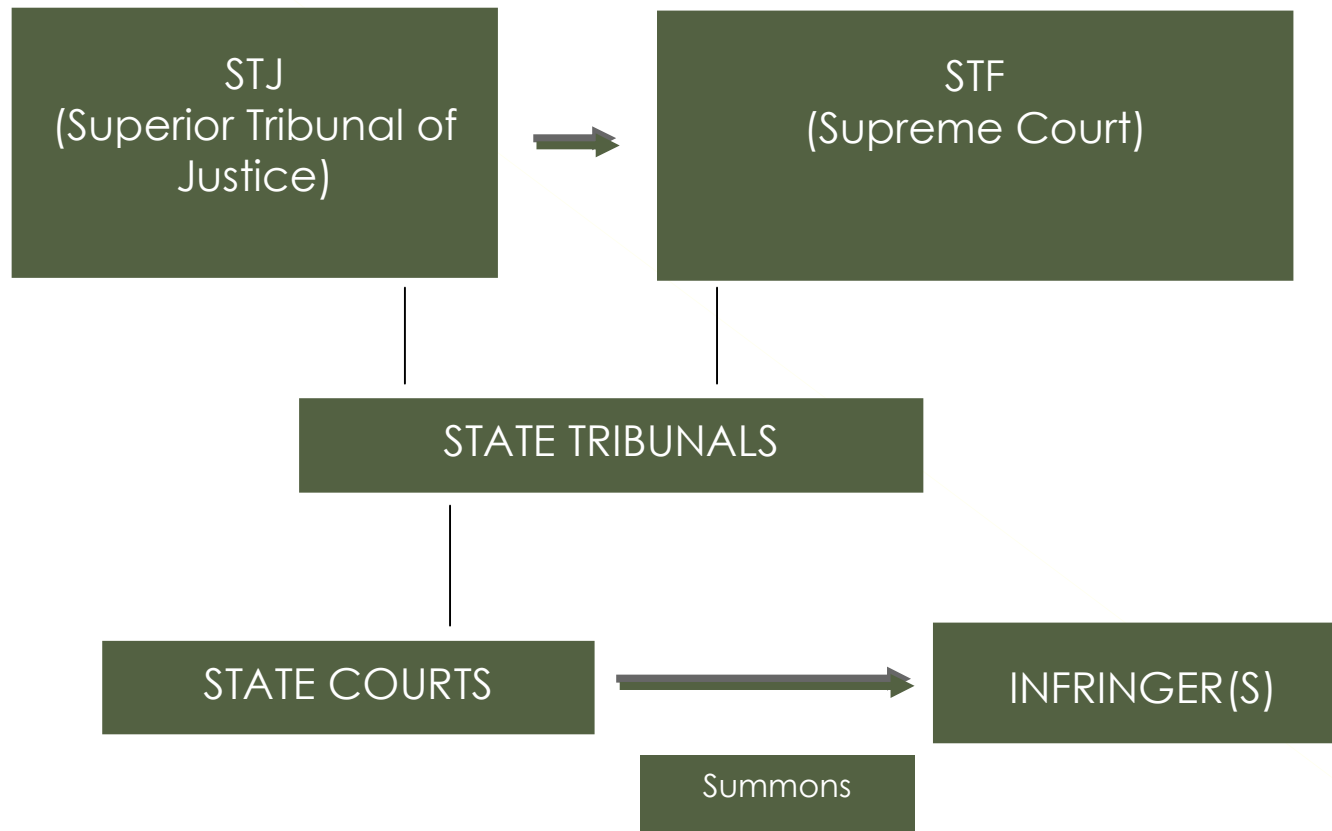 STJ
(Superior Tribunal of
Justice)
STF
(Supreme Court)
STATE TRIBUNALS
STATE COURTS
INFRINGER(S)
Summons